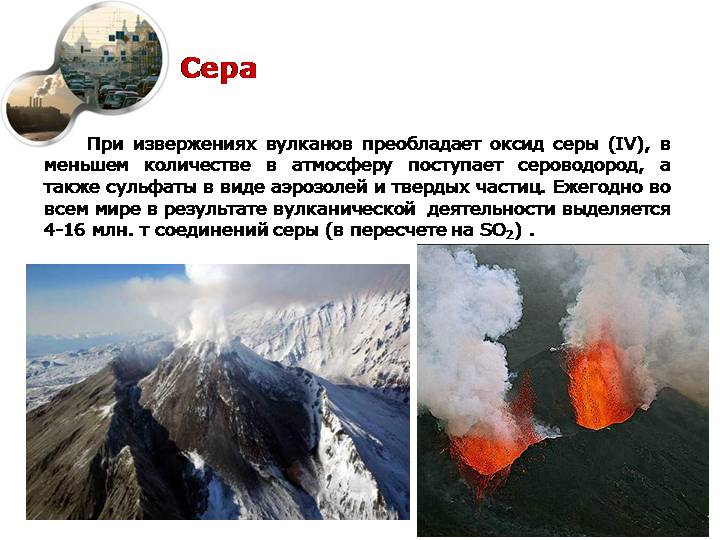 Сера
При извержениях вулканов преобладает оксид серы (IV), в
меньшем количестве в атмосферу поступает сероводород, а
также сульфаты в виде аэрозолей и твердых частиц. Ежегодно во
всем мире в результате вулканической деятельности выделяется
4-16 млн. т соединений серы (в пересчете на SO₂) .